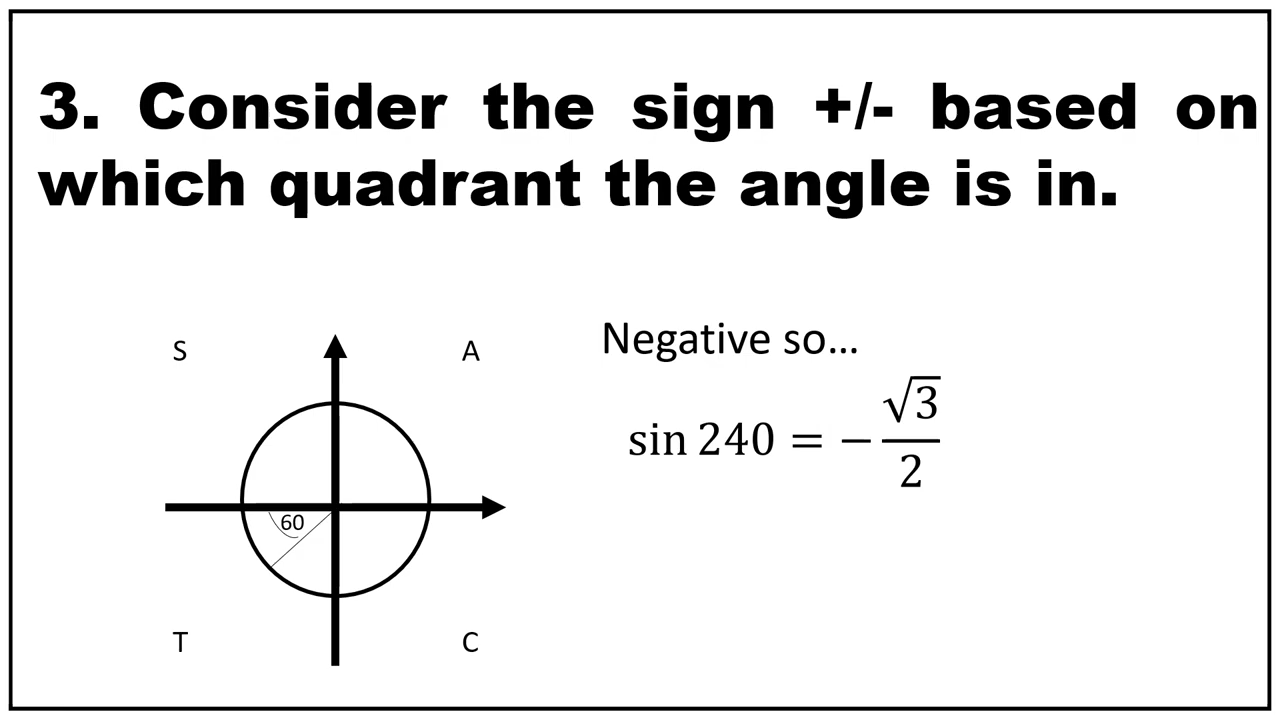 3. Consider the sign +/- based on
which quadrant the angle is in.
S
A
Negative so…
sin 240 = −√3/2
60
T
C